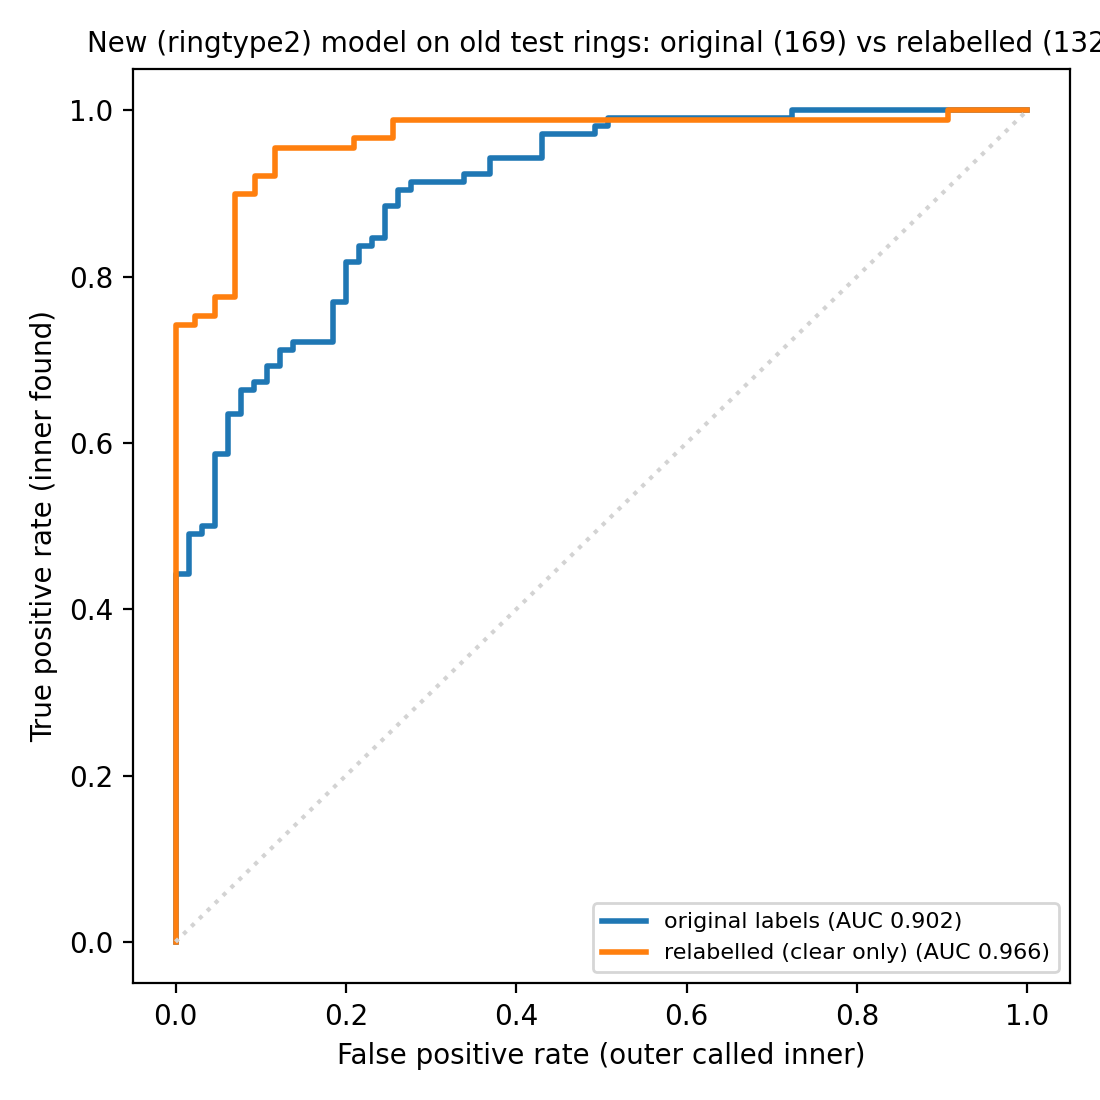 New (ringtype2) model on old test rings: original (169) vs relabelled (132
1.0
0.8
0.6
0.4
0.2
0.0
True positive rate (inner found)
original labels (AUC 0.902)
relabelled (clear only) (AUC 0.966)
0.0 0.2 0.4 0.6 0.8 1.0
False positive rate (outer called inner)